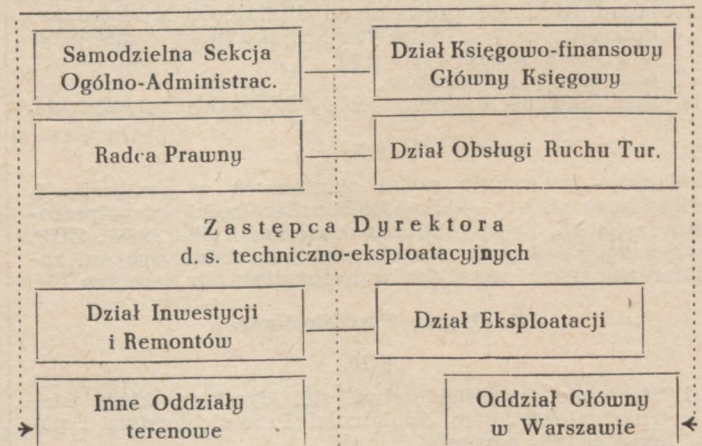 Samodzielna Sekcja
Ogólno-Administrac.
Dział Księgowo-finansowy
Główny Księgowy
Radca Prawny
Dział Obsługi Ruchu Tur.
Zastępca Dyrektora
d. s. techniczno-eksploatacyjnych
Dział Inwestycji
i Remontów
Dział Eksploatacji
Inne Oddziały
terenowe
Oddział Główny
w Warszawie